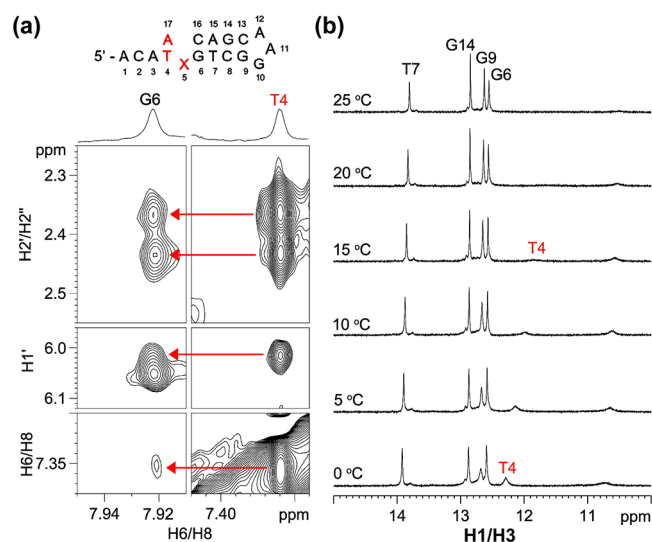 (a)
17 16 15 14 13 12
A C A G C A
A 11
5' - A C A T X G T C G G
1 2 3 4 5 6 7 8 9 10
G6 T4
ppm
2.3
H2'/H2"
2.4
2.5
6.0
H1'
6.1
H6/H8
7.35
7.94 7.92 7.40 ppm
H6/H8
(b)
G14
G9
T7 G6
25 °C
20 °C
15 °C T4
10 °C
5 °C
0 °C T4
14 13 12 11
H1/H3